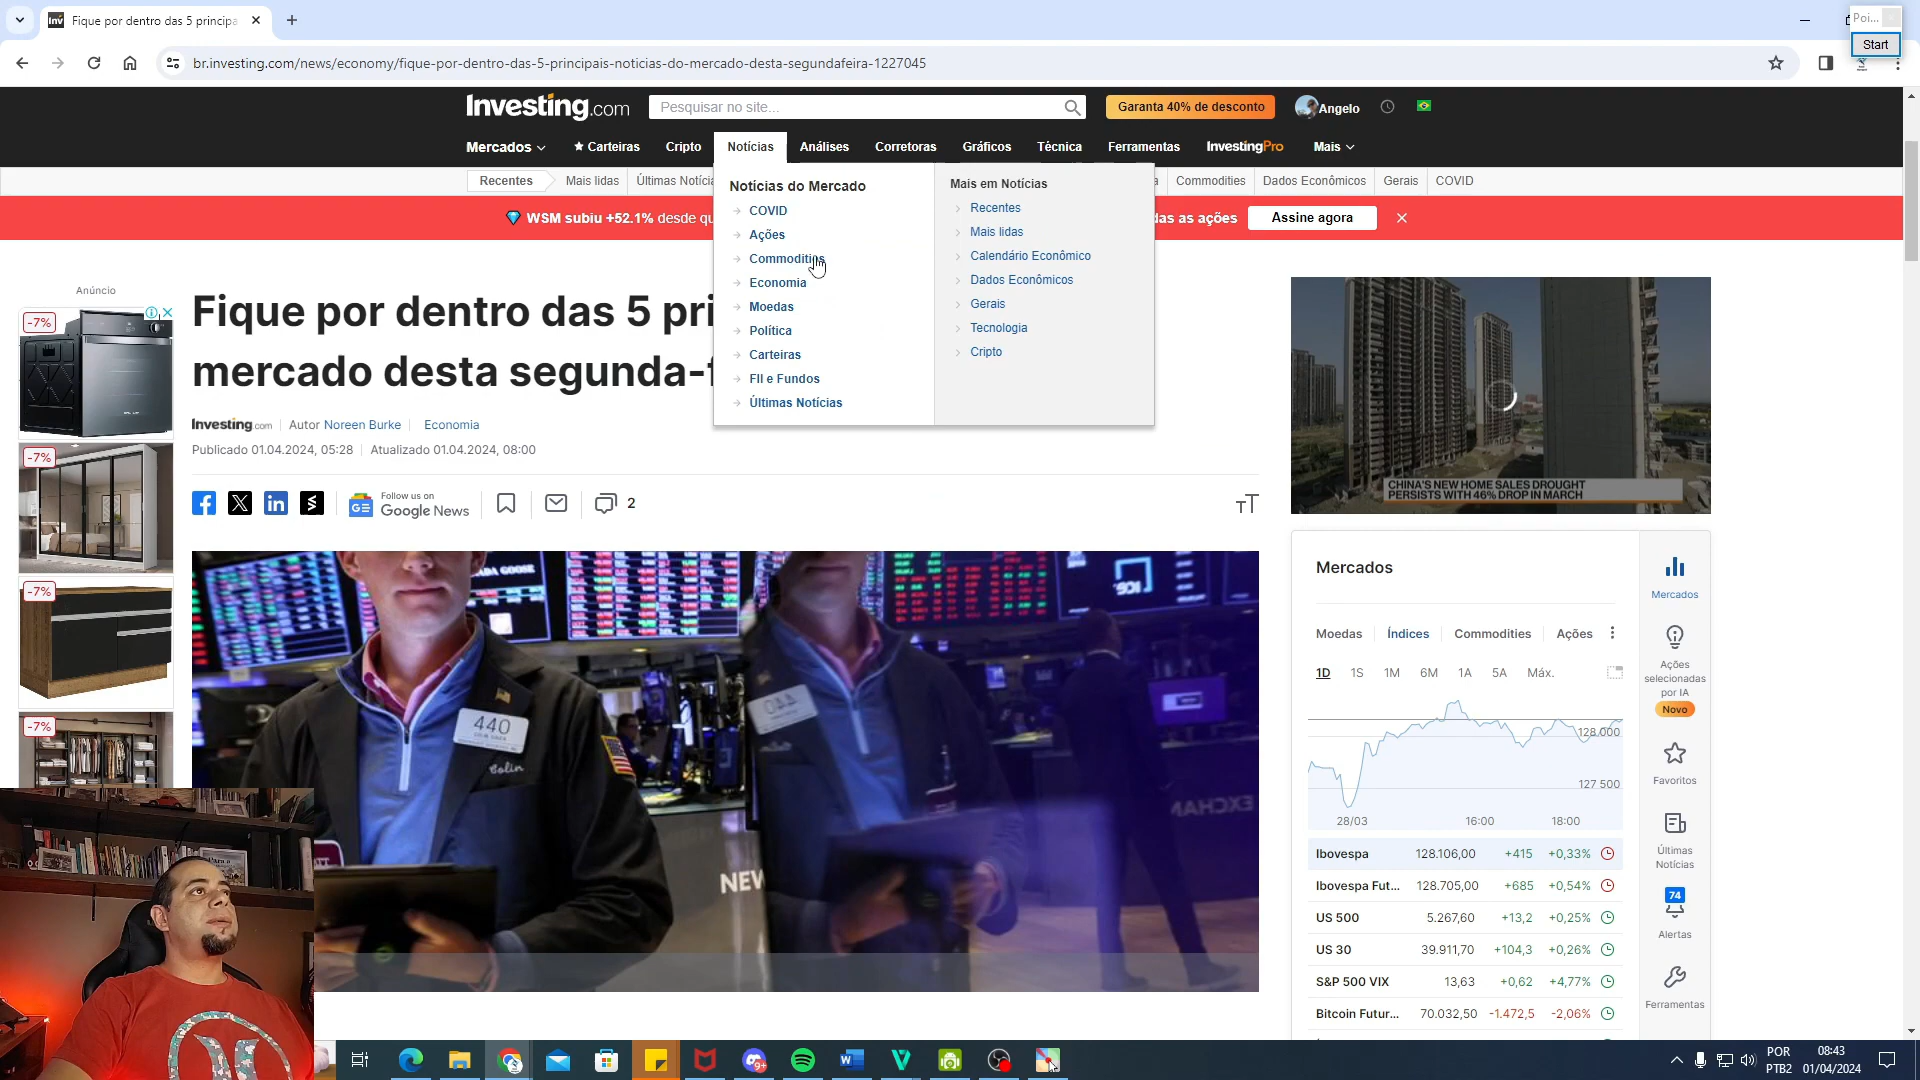 Fique por dentro das 5 principa
Poi...
Start
br.investing.com/news/economy/fique-por-dentro-das-5-principais-noticias-do-mercado-desta-segundafeira-1227045
Investing.com
Pesquisar no site...
Garanta 40% de desconto
Angelo
Mercados
Carteiras
Cripto
Notícias
Análises
Corretoras
Gráficos
Técnica
Ferramentas
InvestingPro
Mais
Recentes
Mais lidas
Últimas Notícia
Commodities
Dados Econômicos
Gerais
COVID
WSM subiu +52.1% desde qu
das as ações
Assine agora
Notícias do Mercado
COVID
Ações
Commodities
Economia
Moedas
Política
Carteiras
FII e Fundos
Últimas Notícias
Mais em Notícias
Recentes
Mais lidas
Calendário Econômico
Dados Econômicos
Gerais
Tecnologia
Cripto
Anúncio
-7%
-7%
-7%
-7%
Fique por dentro das 5 pri
mercado desta segunda-f
Investing.com
Autor Noreen Burke
Economia
Publicado 01.04.2024, 05:28
Atualizado 01.04.2024, 08:00
Follow us on
Google News
2
TT
CHINA'S NEW HOME SALES DROUGHT
PERSISTS WITH 46% DROP IN MARCH
440
Colin
NEW
Mercados
Moedas
Índices
Commodities
Ações
1D 1S 1M 6M 1A 5A Máx.
128.000
127 500
28/03 16:00 18:00
Ibovespa 128.106,00 +415 +0,33%
Ibovespa Fut... 128.705,00 +685 +0,54%
US 500 5.267,60 +13,2 +0,25%
US 30 39.911,70 +104,3 +0,26%
S&P 500 VIX 13,63 +0,62 +4,77%
Bitcoin Futur... 70.032,50 -1.472,5 -2,06%
Mercados
Ações
selecionadas
por IA
Novo
Favoritos
Últimas
Notícias
74
Alertas
Ferramentas
9+
POR
PTB2
08:43
01/04/2024